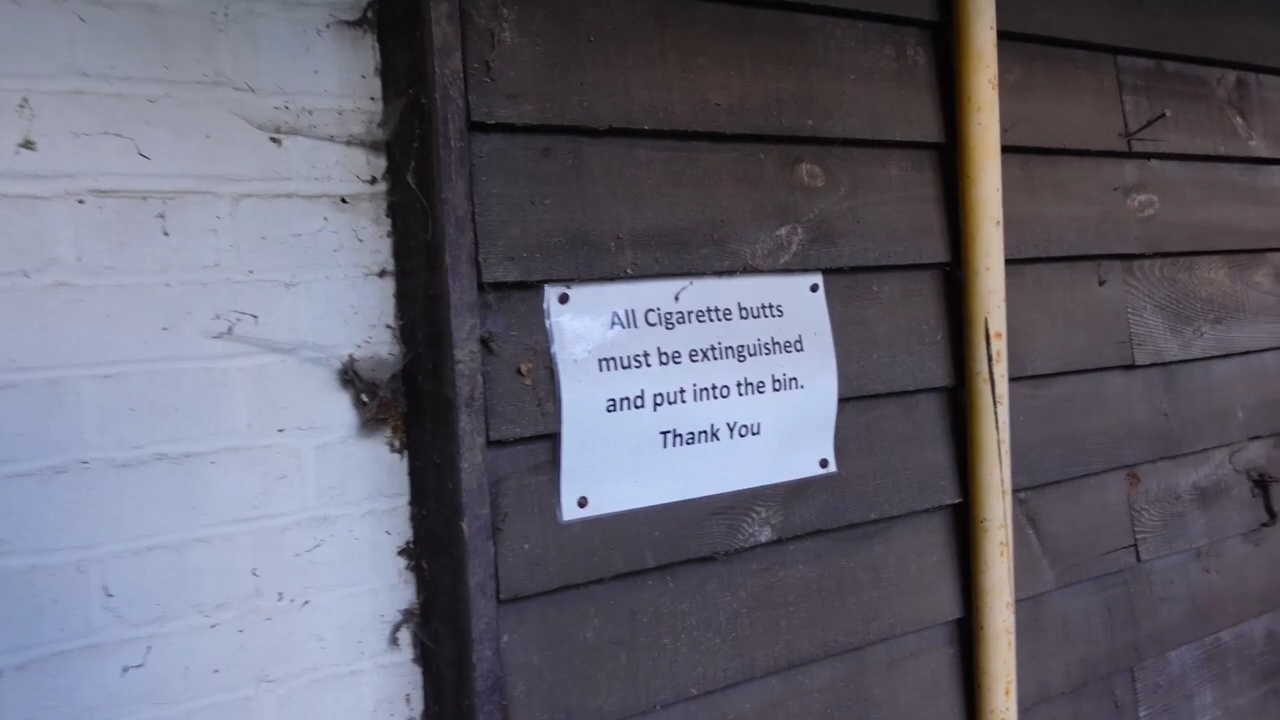 All Cigarette butts
must be extinguished
and put into the bin.
Thank You